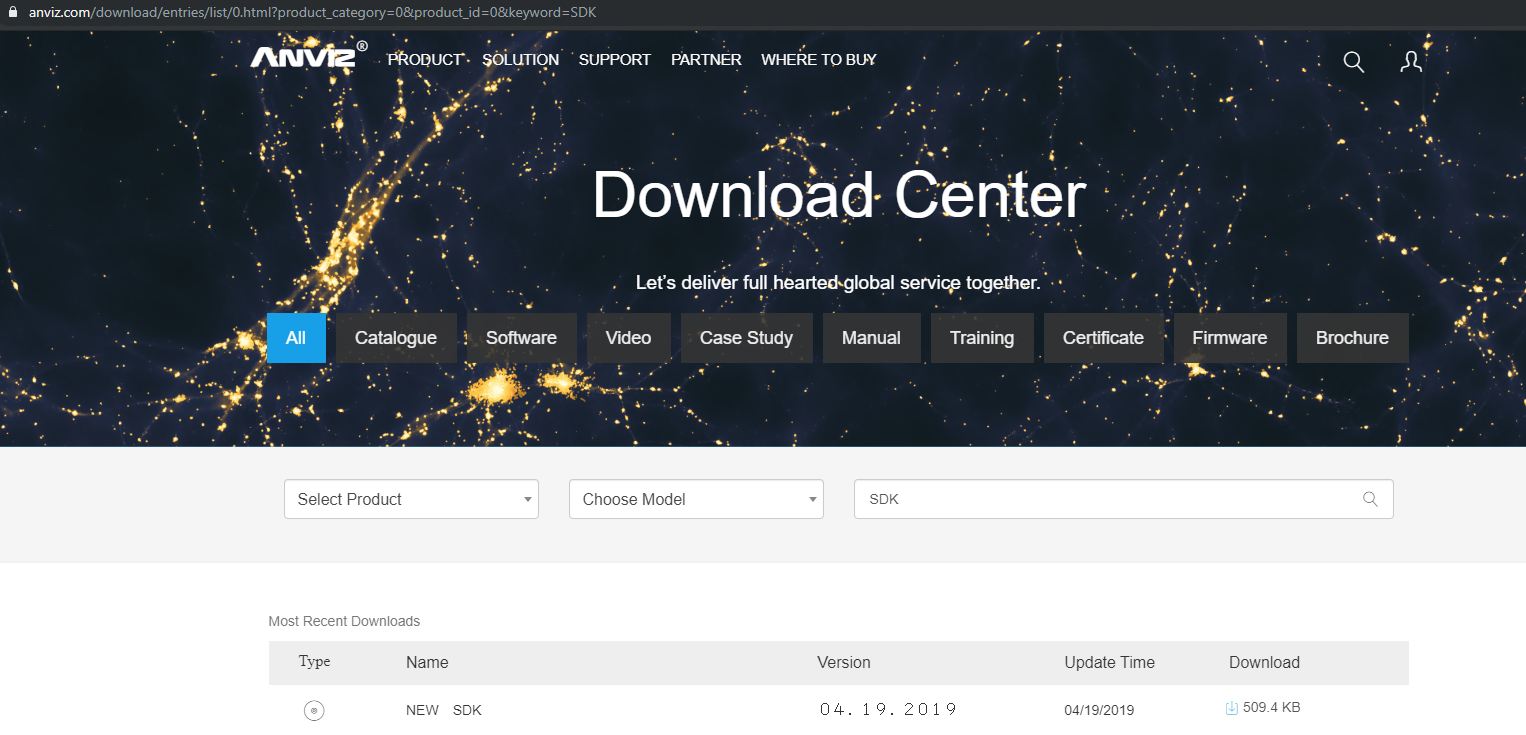 anviz.com/download/entries/list/0.html?product_category=0&product_id=0&keyword=SDK
ANVIZ® PRODUCT SOLUTION SUPPORT PARTNER WHERE TO BUY
Download Center
Let's deliver full hearted global service together.
All Catalogue Software Video Case Study Manual Training Certificate Firmware Brochure
Select Product Choose Model SDK
Most Recent Downloads
Type Name Version Update Time Download
NEW SDK 04.19.2019 04/19/2019 509.4 KB